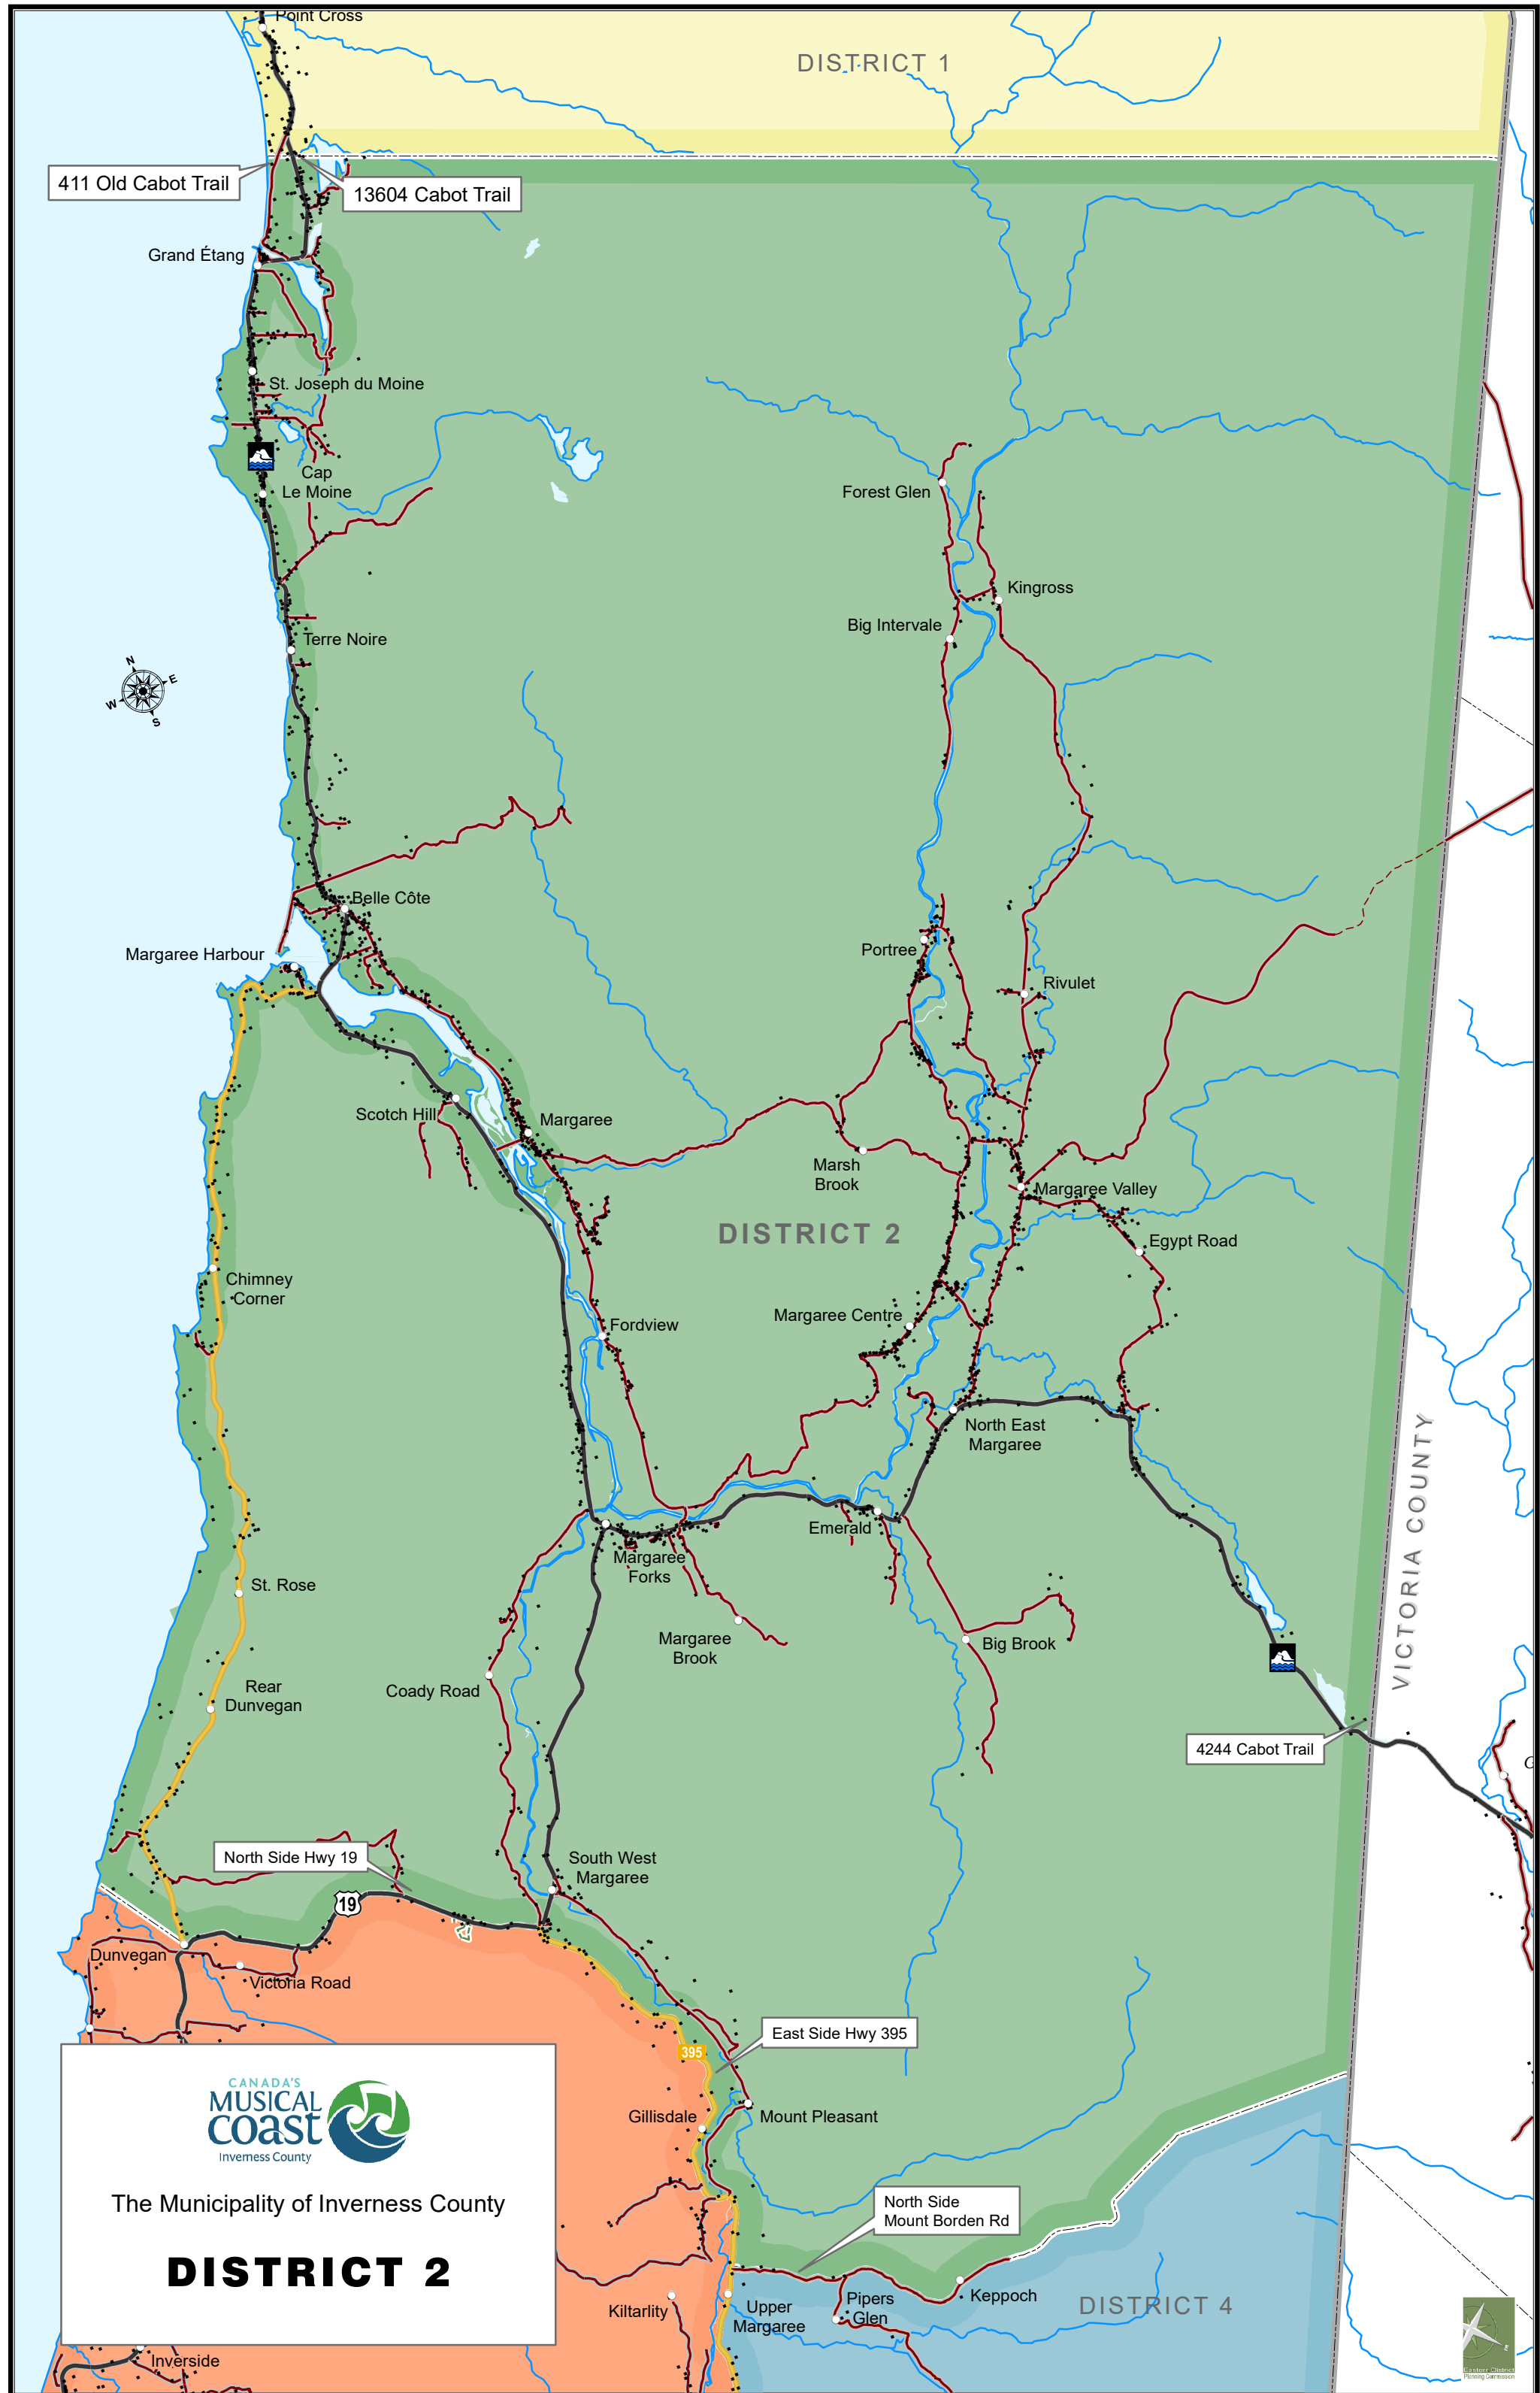 Point Cross
DISTRICT 1
411 Old Cabot Trail
13604 Cabot Trail
Grand Étang
St. Joseph du Moine
Cap
Le Moine
Forest Glen
Kingross
Big Intervale
Terre Noire
N
E
W
S
Belle Côte
Margaree Harbour
Portree
Rivulet
Scotch Hill
Margaree
Marsh
Brook
Margaree Valley
DISTRICT 2
Egypt Road
Chimney
Corner
Margaree Centre
Fordview
North East
Margaree
VICTORIA COUNTY
Emerald
Margaree
Forks
St. Rose
Margaree
Brook
Big Brook
Coady Road
Rear
Dunvegan
4244 Cabot Trail
G
North Side Hwy 19
South West
Margaree
19
Dunvegan
Victoria Road
East Side Hwy 395
395
Gillisdale
Mount Pleasant
CANADA'S
MUSICAL
coast
Inverness County
The Municipality of Inverness County
DISTRICT 2
North Side
Mount Borden Rd
Keppoch
Pipers
Glen
DISTRICT 4
Kiltarlity
Upper
Margaree
Inverside
E
Eastern District
Planning Commission